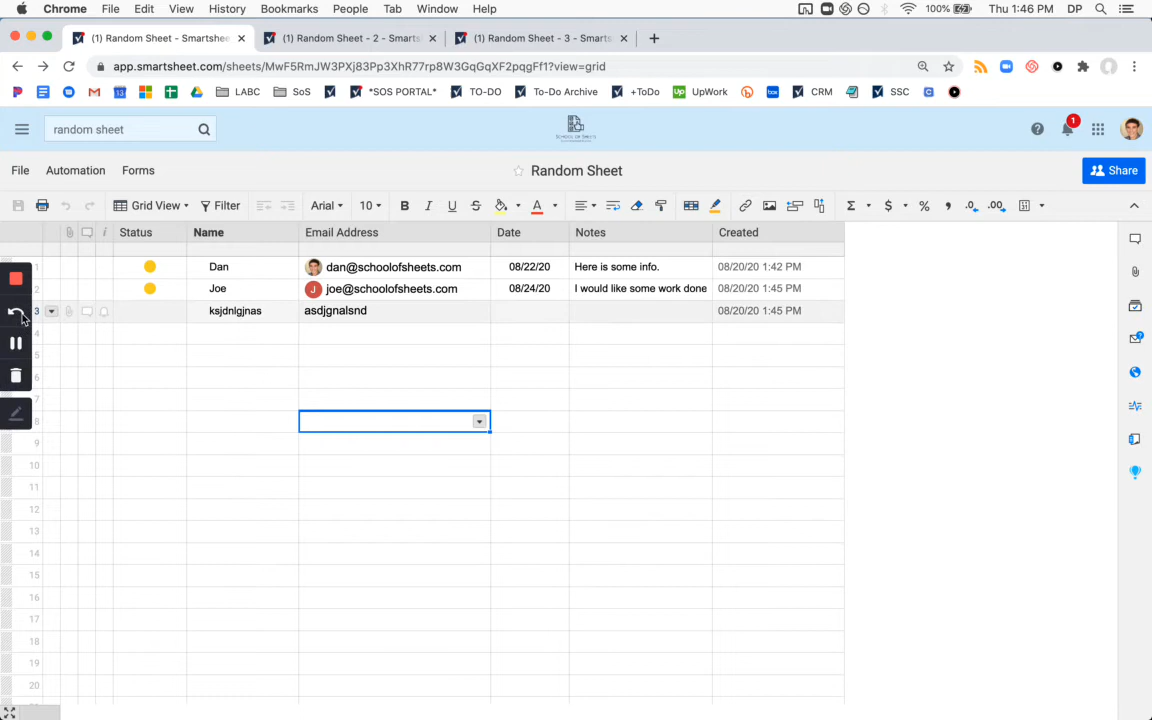 Chrome File Edit View History Bookmarks People Tab Window Help 100% Thu 1:46 PM DP
(1) Random Sheet - Smartshee (1) Random Sheet - 2 - Smarts (1) Random Sheet - 3 - Smarts
app.smartsheet.com/sheets/MwF5RmJW3PXj83Pp3XhR77rp8W3GqGqXF2pqgFf1?view=grid
LABC SoS *SOS PORTAL* TO-DO To-Do Archive +ToDo UpWork CRM SSC
random sheet SCHOOL OF SHEETS 1
File Automation Forms Random Sheet Share
Grid View Filter Arial 10 B I U S A Σ $ % , .0 .00
Status Name Email Address Date Notes Created
1 Dan dan@schoolofsheets.com 08/22/20 Here is some info. 08/20/20 1:42 PM
2 Joe J joe@schoolofsheets.com 08/24/20 I would like some work done 08/20/20 1:45 PM
3 ksjdnlgjnas asdjgnalsnd 08/20/20 1:45 PM
4
5
6
7
8
9
10
11
12
13
14
15
16
17
18
19
20